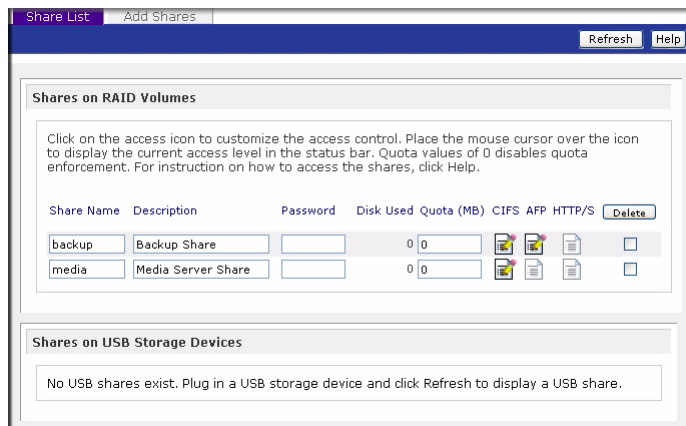 Share List Add Shares
Refresh Help
Shares on RAID Volumes
Click on the access icon to customize the access control. Place the mouse cursor over the icon
to display the current access level in the status bar. Quota values of 0 disables quota
enforcement. For instruction on how to access the shares, click Help.
Share Name Description Password Disk Used Quota (MB) CIFS AFP HTTP/S Delete
backup Backup Share 0 0
media Media Server Share 0 0
Shares on USB Storage Devices
No USB shares exist. Plug in a USB storage device and click Refresh to display a USB share.